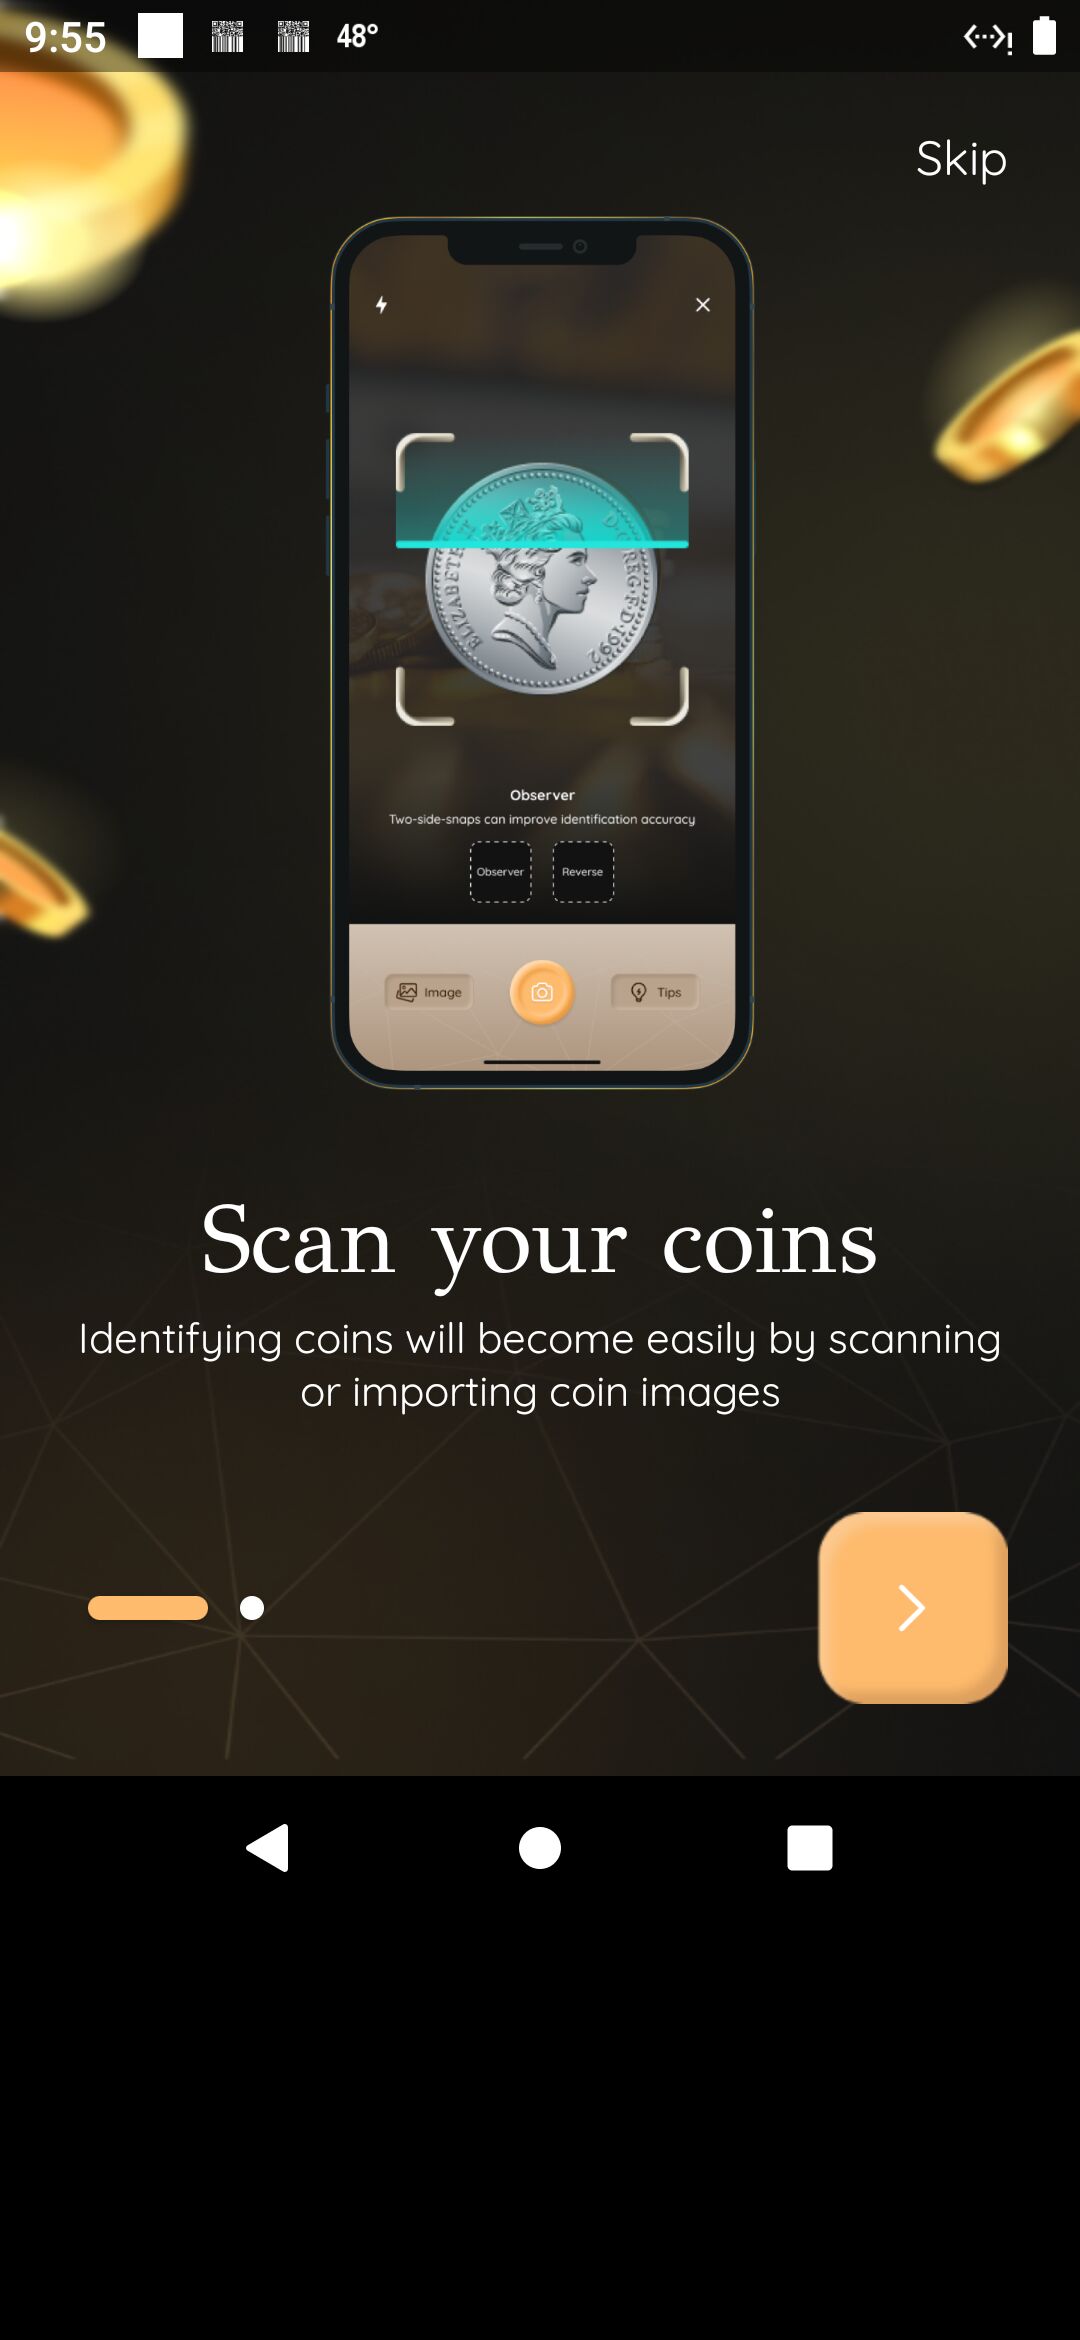 9:55 48°
Skip
ELIZABETH II D·G·REG·F·D·1992
Observer
Two-side-snaps can improve identification accuracy
Observer Reverse
Image Tips
Scan your coins
Identifying coins will become easily by scanning
or importing coin images